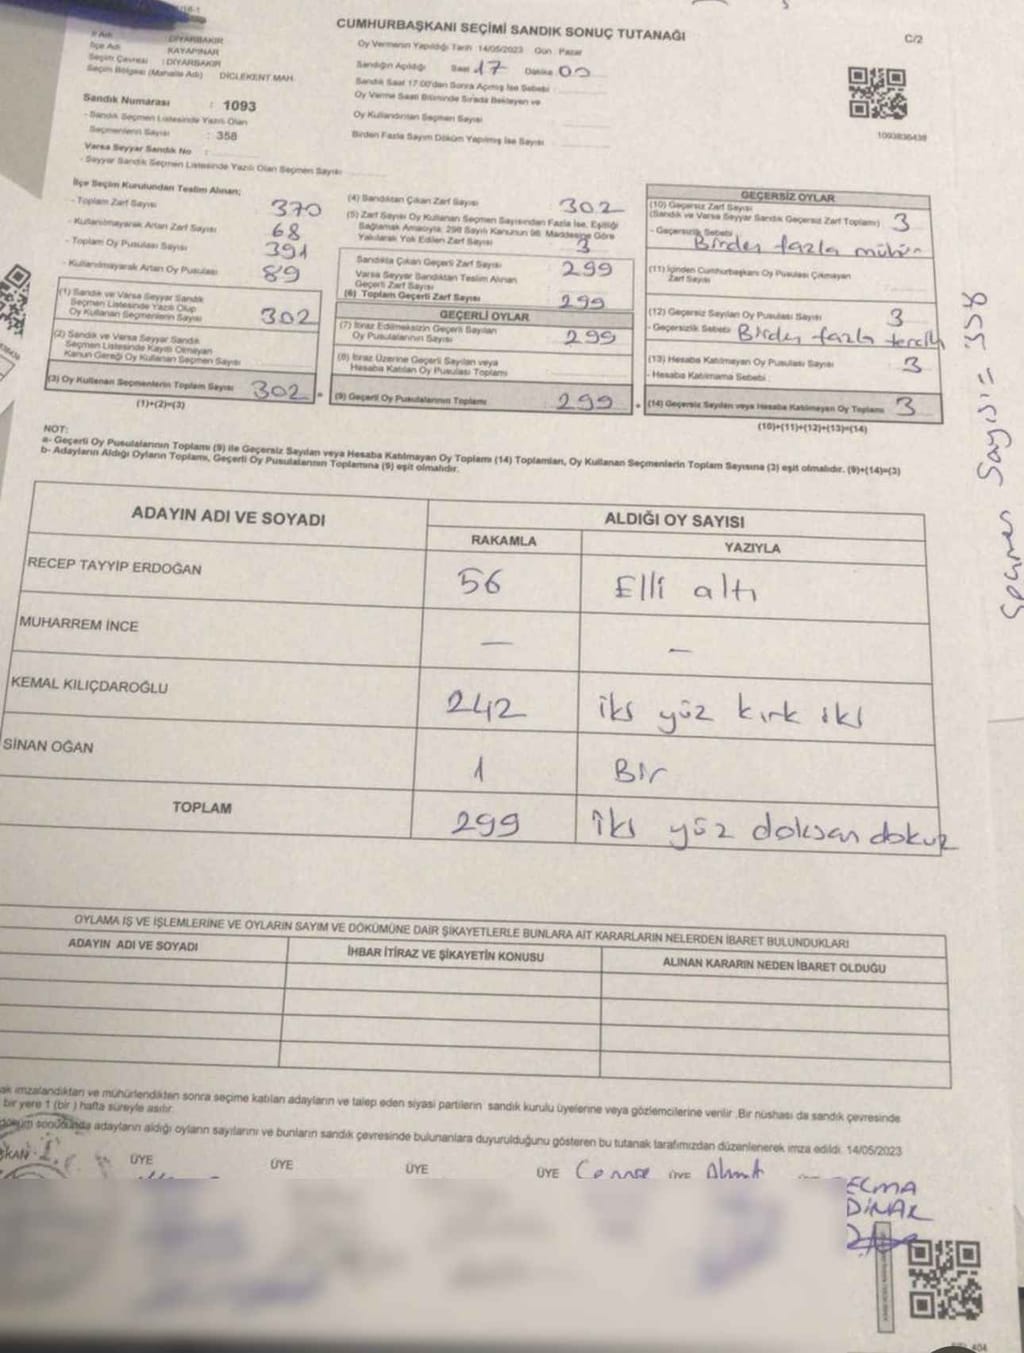 CUMHURBAŞKANI SEÇİMİ SANDIK SONUÇ TUTANAĞI
C/2
İl Adı : DİYARBAKIR
İlçe Adı KAYAPINAR
Seçim Çevresi : DİYARBAKIR
Seçim Bölgesi (Mahalle Adı) DİCLEKENT MAH.
Sandık Numarası : 1093
- Sandık Seçmen Listesinde Yazılı Olan
Seçmenlerin Sayısı : 358
Varsa Seyyar Sandık No :
- Seyyar Sandık Seçmen Listesinde Yazılı Olan Seçmen Sayısı
Oy Vermenin Yapıldığı Tarih 14/05/2023 Gün : Pazar
Sandığın Açıldığı Saat 17 Dakika 00
Sandık Saat 17:00'dan Sonra Açmış İse Sebebi
Oy Verme Saati Bitiminde Sırada Bekleyen ve
Oy Kullandırılan Seçmen Sayısı
Birden Fazla Sayım Döküm Yapılmış İse Sayısı
1093836438
İlçe Seçim Kurulundan Teslim Alınan;
- Toplam Zarf Sayısı 370
- Kullanılmayarak Artan Zarf Sayısı 68
- Toplam Oy Pusulası Sayısı 391
- Kullanılmayarak Artan Oy Pusulası 89
(1) Sandık ve Varsa Seyyar Sandık
Seçmen Listesinde Yazılı Olup
Oy Kullanan Seçmenlerin Sayısı 302
(2) Sandık ve Varsa Seyyar Sandık
Seçmen Listesinde Kayıtlı Olmayan
Kanun Gereği Oy Kullanan Seçmen Sayısı
(3) Oy Kullanan Seçmenlerin Toplam Sayısı 302
(1)+(2)=(3)
(4) Sandıktan Çıkan Zarf Sayısı 302
(5) Zarf Sayısı Oy Kullanan Seçmen Sayısından Fazla İse, Eşitliği
Sağlamak Amacıyla, 298 Sayılı Kanunun 98. Maddesine Göre
Yakılarak Yok Edilen Zarf Sayısı 3
Sandıkta Çıkan Geçerli Zarf Sayısı 299
Varsa Seyyar Sandıktan Teslim Alınan
Geçerli Zarf Sayısı
(6) Toplam Geçerli Zarf Sayısı 299
GEÇERLİ OYLAR
(7) İtiraz Edilmeksizin Geçerli Sayılan
Oy Pusulalarının Sayısı 299
(8) İtiraz Üzerine Geçerli Sayılan veya
Hesaba Katılan Oy Pusulası Toplamı
(9) Geçerli Oy Pusulalarının Toplamı 299
GEÇERSİZ OYLAR
(10) Geçersiz Zarf Sayısı
(Sandık ve Varsa Seyyar Sandık Geçersiz Zarf Toplamı) 3
- Geçersizlik Sebebi Birden fazla mühür
(11) İçinden Cumhurbaşkanı Oy Pusulası Çıkmayan
Zarf Sayısı
(12) Geçersiz Sayılan Oy Pusulası Sayısı 3
- Geçersizlik Sebebi Birden fazla tercih
(13) Hesaba Katılmayan Oy Pusulası Sayısı 3
- Hesaba Katılmama Sebebi
(14) Geçersiz Sayılan veya Hesaba Katılmayan Oy Toplamı 3
(10)+(11)+(12)+(13)=(14)
Seçmen sayısı = 358
NOT:
a- Geçerli Oy Pusulalarının Toplamı (9) ile Geçersiz Sayılan veya Hesaba Katılmayan Oy Toplamı (14) Toplamları, Oy Kullanan Seçmenlerin Toplam Sayısına (3) eşit olmalıdır. (9)+(14)=(3)
b- Adayların Aldığı Oyların Toplamı, Geçerli Oy Pusulalarının Toplamına (9) eşit olmalıdır.
ADAYIN ADI VE SOYADI
ALDIĞI OY SAYISI
RAKAMLA YAZIYLA
RECEP TAYYİP ERDOĞAN 56 Elli altı
MUHARREM İNCE — —
KEMAL KILIÇDAROĞLU 242 iki yüz kırk iki
SİNAN OĞAN 1 Bir
TOPLAM 299 iki yüz doksan dokuz
OYLAMA İŞ VE İŞLEMLERİNE VE OYLARIN SAYIM VE DÖKÜMÜNE DAİR ŞİKAYETLERLE BUNLARA AİT KARARLARIN NELERDEN İBARET BULUNDUKLARI
ADAYIN ADI VE SOYADI İHBAR İTİRAZ VE ŞİKAYETİN KONUSU ALINAN KARARIN NEDEN İBARET OLDUĞU
imzalandıktan ve mühürlendikten sonra seçime katılan adayların ve talep eden siyasi partilerin sandık kurulu üyelerine veya gözlemcilerine verilir. Bir nüshası da sandık çevresinde
bir yere 1 (bir) hafta süreyle asılır.
döküm sonucunda adayların aldığı oyların sayılarını ve bunların sandık çevresinde bulunanlara duyurulduğunu gösteren bu tutanak tarafımızdan düzenlenerek imza edildi. 14/05/2023
ÜYE ÜYE ÜYE ÜYE ÜYE Ahmet
DİNAR